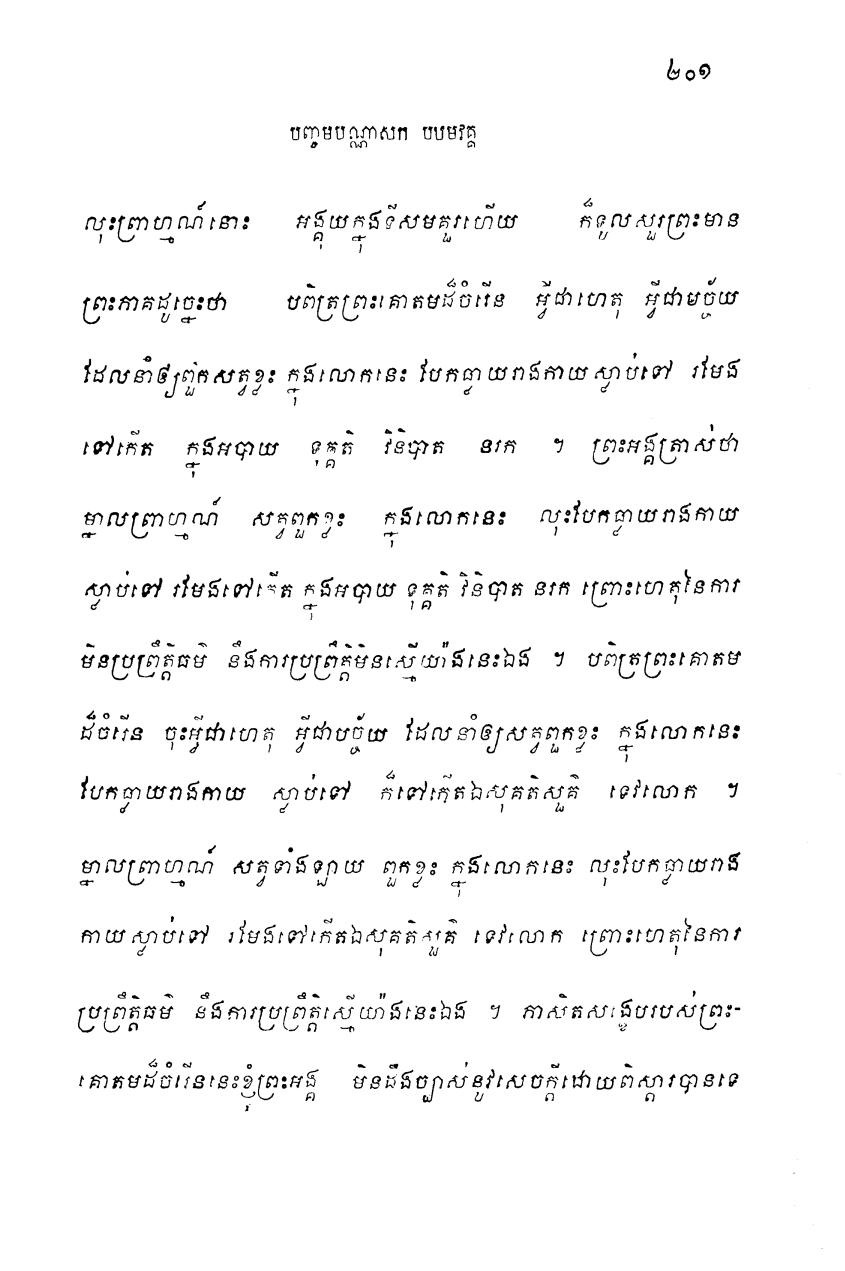 ២០១
បញ្ចមបណ្ណាសក បឋមវគ្គ
លុះព្រាហ្មណ៍នោះ អង្គុយក្នុងទីសមគួរហើយ ក៏ទូលសួរព្រះមាន
ព្រះភាគដូច្នេះថា បពិត្រព្រះគោតមដ៏ចំរើន អ្វីជាហេតុ អ្វីជាបច្ច័យ
ដែលនាំឲ្យពួកសត្វខ្លះ ក្នុងលោកនេះ បែកធ្លាយរាងកាយស្លាប់ទៅ រមែង
ទៅកើត ក្នុងអបាយ ទុគ្គតិ វិនិបាត នរក ។ ព្រះអង្គត្រាស់ថា
ម្នាលព្រាហ្មណ៍ សត្វពួកខ្លះ ក្នុងលោកនេះ លុះបែកធ្លាយរាងកាយ
ស្លាប់ទៅ រមែងទៅកើត ក្នុងអបាយ ទុគ្គតិ វិនិបាត នរក ព្រោះហេតុនៃការ
មិនប្រព្រឹត្តិធម៌ នឹងការប្រព្រឹត្តិមិនស្មើយ៉ាងនេះឯង ។ បពិត្រព្រះគោតម
ដ៏ចំរើន ចុះអ្វីជាហេតុ អ្វីជាបច្ច័យ ដែលនាំឲ្យសត្វពួកខ្លះ ក្នុងលោកនេះ
បែកធ្លាយរាងកាយ ស្លាប់ទៅ ក៏ទៅកើតឯសុគតិសួគ៌ ទេវលោក ។
ម្នាលព្រាហ្មណ៍ សត្វទាំងឡាយ ពួកខ្លះ ក្នុងលោកនេះ លុះបែកធ្លាយរាង
កាយស្លាប់ទៅ រមែងទៅកើតឯសុគតិសួគ៌ ទេវលោក ព្រោះហេតុនៃការ
ប្រព្រឹត្តិធម៌ នឹងការប្រព្រឹត្តិស្មើយ៉ាងនេះឯង ។ ភាសិតសង្ខេបរបស់ព្រះ-
គោតមដ៏ចំរើននេះខ្ញុំព្រះអង្គ មិនដឹងច្បាស់នូវសេចក្តីដោយពិស្តារបានទេ